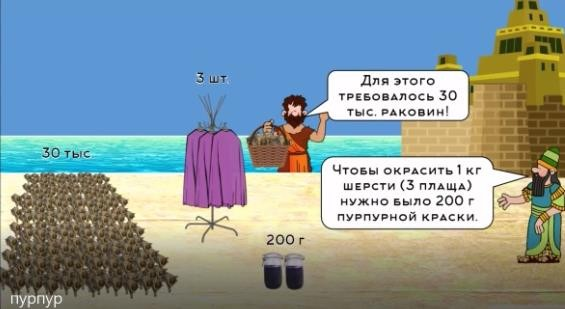 3 шт.
Для этого
требовалось 30
тыс. раковин!
30 тыс.
Чтобы окрасить 1 кг
шерсти (3 плаща)
нужно было 200 г
пурпурной краски.
200 г
пурпур